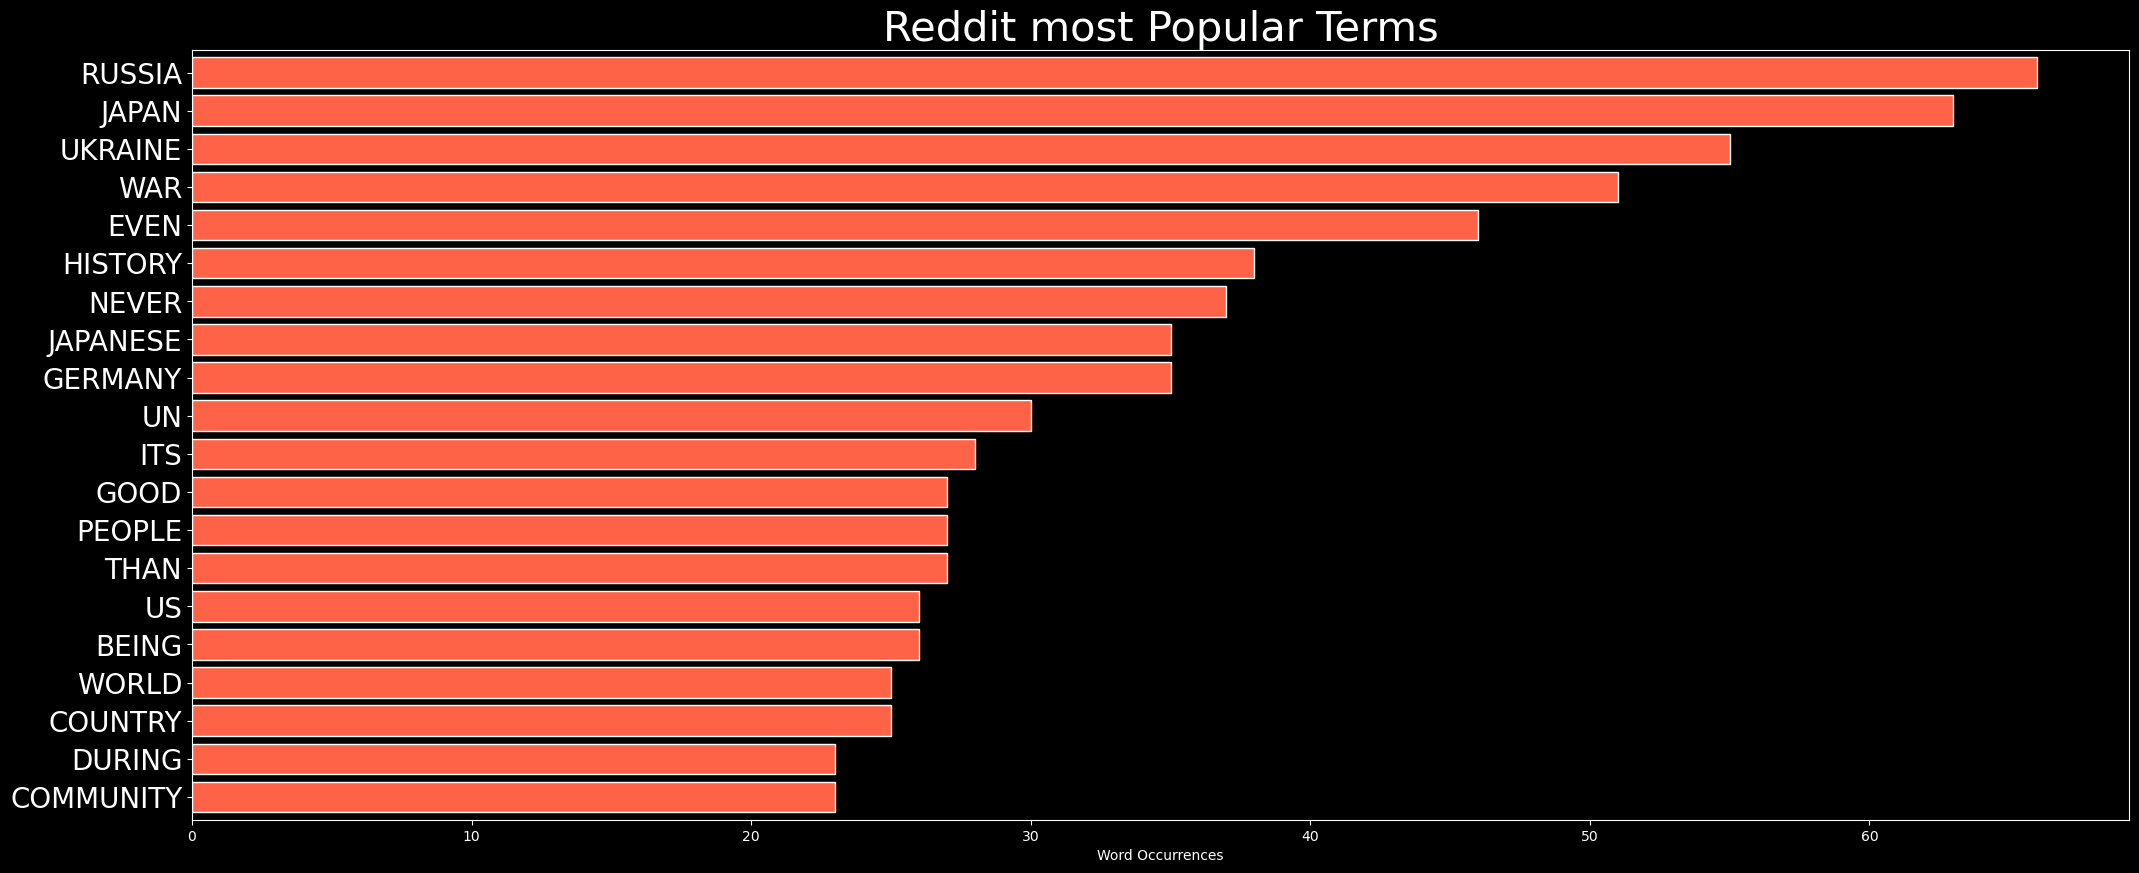 Reddit most Popular Terms
RUSSIA
JAPAN
UKRAINE
WAR
EVEN
HISTORY
NEVER
JAPANESE
GERMANY
UN
ITS
GOOD
PEOPLE
THAN
US
BEING
WORLD
COUNTRY
DURING
COMMUNITY
0 10 20 30 40 50 60
Word Occurrences